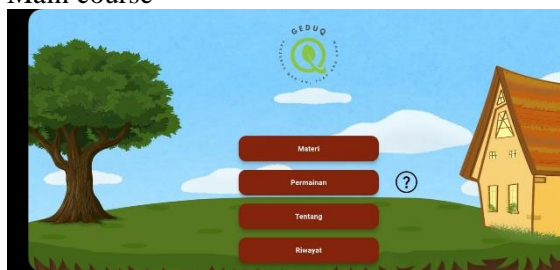 Main course
GEDUQ
Materi
Permainan
?
Tentang
Riwayat